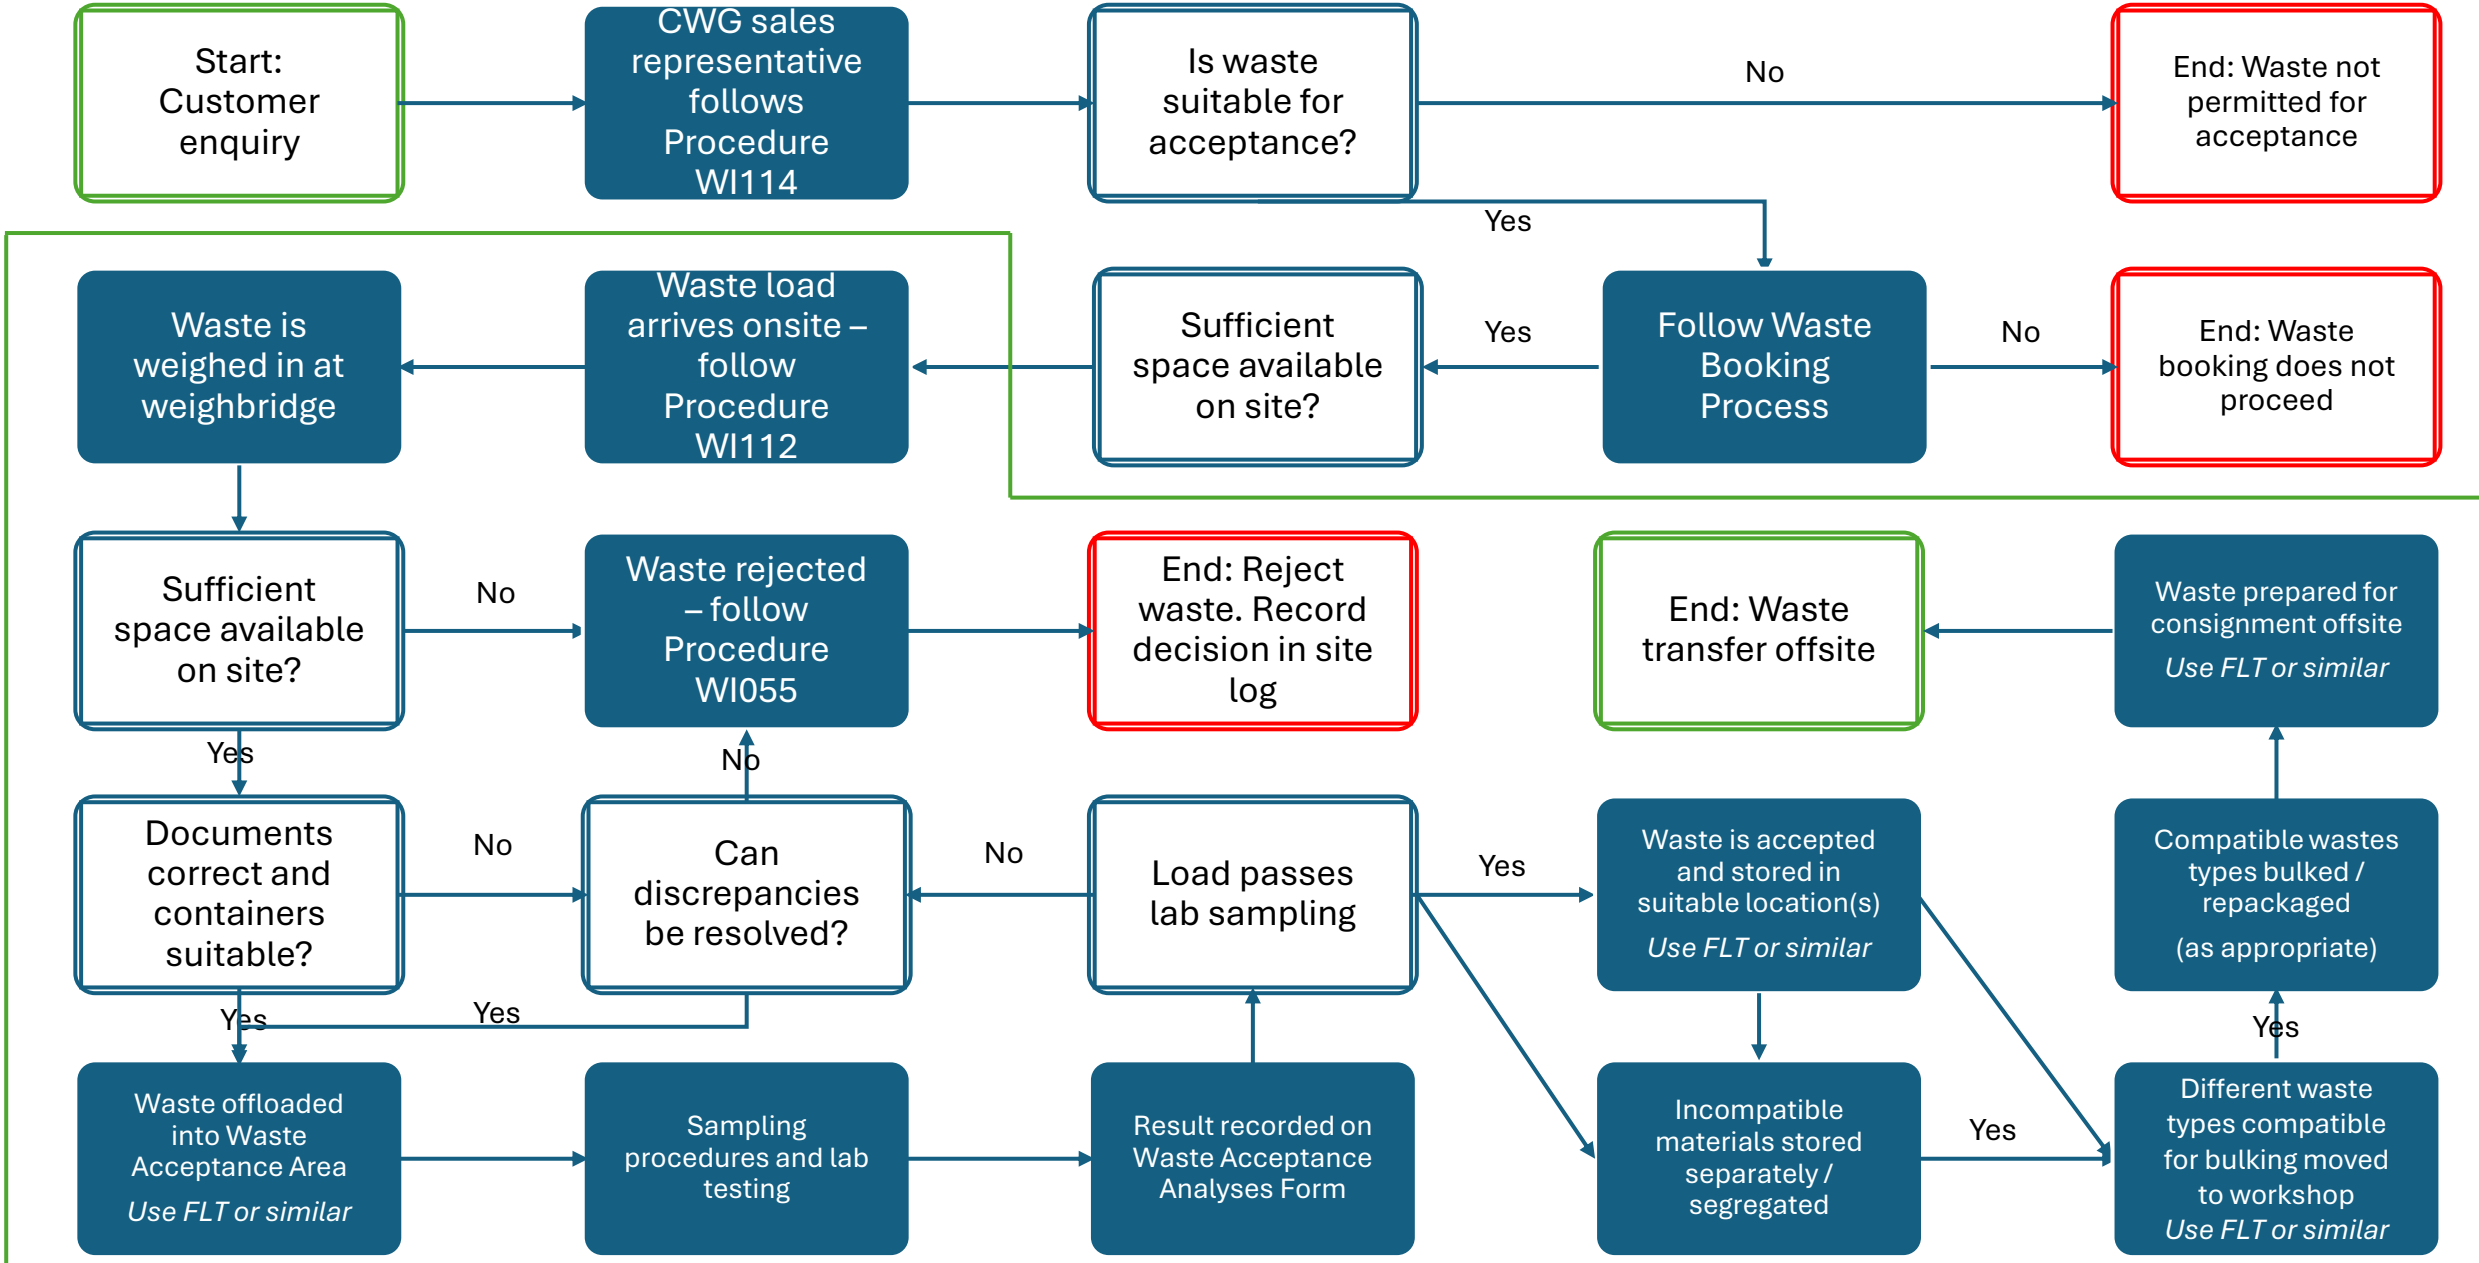 Start:
Customer
enquiry
CWG sales
representative
follows
Procedure
WI114
Is waste
suitable for
acceptance?
No
End: Waste not
permitted for
acceptance
Yes
Waste is
weighed in at
weighbridge
Waste load
arrives onsite –
follow
Procedure
WI112
Sufficient
space available
on site?
Yes
Follow Waste
Booking
Process
No
End: Waste
booking does not
proceed
Sufficient
space available
on site?
No
Waste rejected
– follow
Procedure
WI055
End: Reject
waste. Record
decision in site
log
End: Waste
transfer offsite
Waste prepared for
consignment offsite
Use FLT or similar
Yes
No
Documents
correct and
containers
suitable?
No
Can
discrepancies
be resolved?
No
Load passes
lab sampling
Yes
Waste is accepted
and stored in
suitable location(s)
Use FLT or similar
Compatible wastes
types bulked /
repackaged
(as appropriate)
Yes
Yes
Yes
Waste offloaded
into Waste
Acceptance Area
Use FLT or similar
Sampling
procedures and lab
testing
Result recorded on
Waste Acceptance
Analyses Form
Incompatible
materials stored
separately /
segregated
Yes
Different waste
types compatible
for bulking moved
to workshop
Use FLT or similar